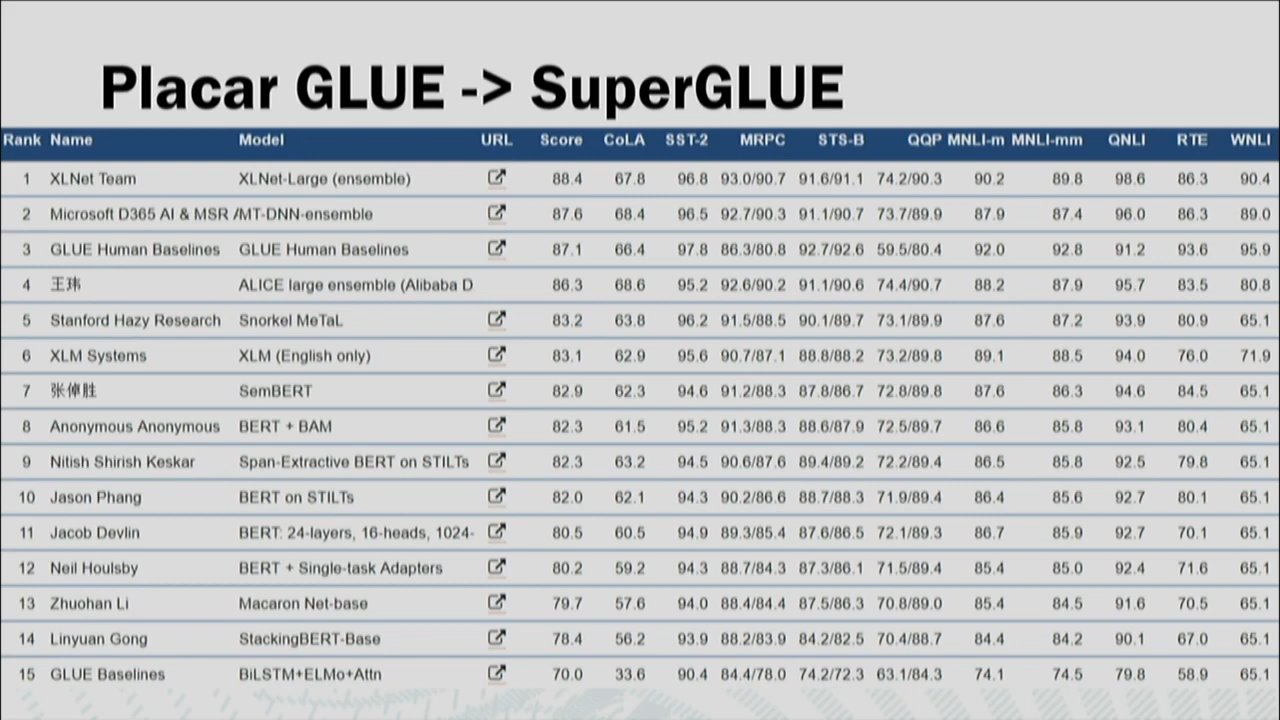 Placar GLUE -> SuperGLUE
Rank Name Model URL Score CoLA SST-2 MRPC STS-B QQP MNLI-m MNLI-mm QNLI RTE WNLI
1 XLNet Team XLNet-Large (ensemble) 88.4 67.8 96.8 93.0/90.7 91.6/91.1 74.2/90.3 90.2 89.8 98.6 86.3 90.4
2 Microsoft D365 AI & MSR /MT-DNN-ensemble 87.6 68.4 96.5 92.7/90.3 91.1/90.7 73.7/89.9 87.9 87.4 96.0 86.3 89.0
3 GLUE Human Baselines GLUE Human Baselines 87.1 66.4 97.8 86.3/80.8 92.7/92.6 59.5/80.4 92.0 92.8 91.2 93.6 95.9
4 王玮 ALICE large ensemble (Alibaba D 86.3 68.6 95.2 92.6/90.2 91.1/90.6 74.4/90.7 88.2 87.9 95.7 83.5 80.8
5 Stanford Hazy Research Snorkel MeTaL 83.2 63.8 96.2 91.5/88.5 90.1/89.7 73.1/89.9 87.6 87.2 93.9 80.9 65.1
6 XLM Systems XLM (English only) 83.1 62.9 95.6 90.7/87.1 88.8/88.2 73.2/89.8 89.1 88.5 94.0 76.0 71.9
7 张倬胜 SemBERT 82.9 62.3 94.6 91.2/88.3 87.8/86.7 72.8/89.8 87.6 86.3 94.6 84.5 65.1
8 Anonymous Anonymous BERT + BAM 82.3 61.5 95.2 91.3/88.3 88.6/87.9 72.5/89.7 86.6 85.8 93.1 80.4 65.1
9 Nitish Shirish Keskar Span-Extractive BERT on STILTs 82.3 63.2 94.5 90.6/87.6 89.4/89.2 72.2/89.4 86.5 85.8 92.5 79.8 65.1
10 Jason Phang BERT on STILTs 82.0 62.1 94.3 90.2/86.6 88.7/88.3 71.9/89.4 86.4 85.6 92.7 80.1 65.1
11 Jacob Devlin BERT: 24-layers, 16-heads, 1024- 80.5 60.5 94.9 89.3/85.4 87.6/86.5 72.1/89.3 86.7 85.9 92.7 70.1 65.1
12 Neil Houlsby BERT + Single-task Adapters 80.2 59.2 94.3 88.7/84.3 87.3/86.1 71.5/89.4 85.4 85.0 92.4 71.6 65.1
13 Zhuohan Li Macaron Net-base 79.7 57.6 94.0 88.4/84.4 87.5/86.3 70.8/89.0 85.4 84.5 91.6 70.5 65.1
14 Linyuan Gong StackingBERT-Base 78.4 56.2 93.9 88.2/83.9 84.2/82.5 70.4/88.7 84.4 84.2 90.1 67.0 65.1
15 GLUE Baselines BiLSTM+ELMo+Attn 70.0 33.6 90.4 84.4/78.0 74.2/72.3 63.1/84.3 74.1 74.5 79.8 58.9 65.1